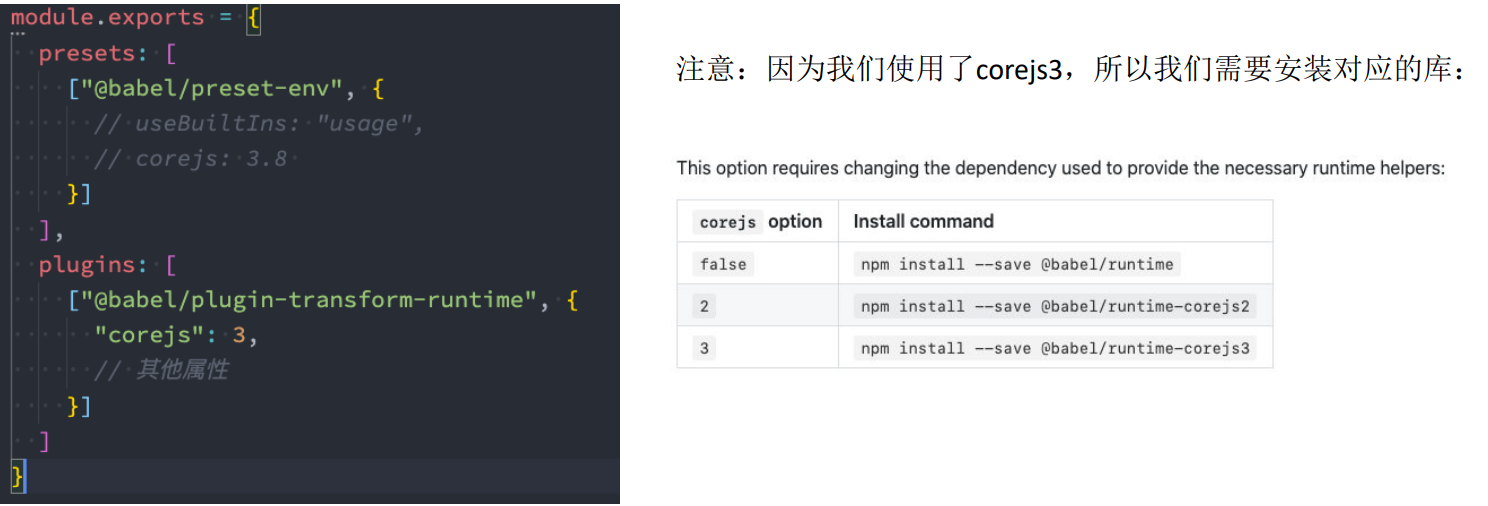 module.exports = {
presets: [
["@babel/preset-env", {
// useBuiltIns: "usage",
// corejs: 3.8
}]
],
plugins: [
["@babel/plugin-transform-runtime", {
"corejs": 3,
// 其他属性
}]
]
}
注意：因为我们使用了corejs3，所以我们需要安装对应的库：
This option requires changing the dependency used to provide the necessary runtime helpers:
corejs option Install command
false npm install --save @babel/runtime
2 npm install --save @babel/runtime-corejs2
3 npm install --save @babel/runtime-corejs3